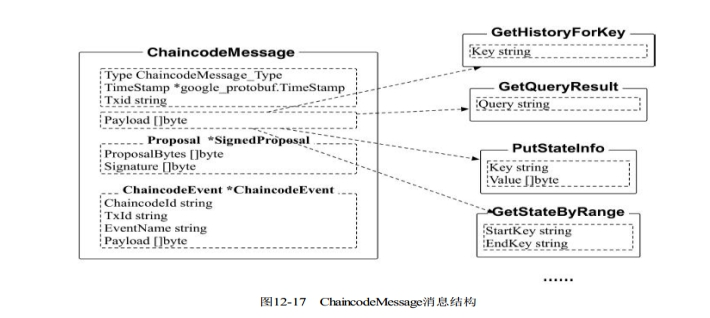 ChaincodeMessage
Type ChaincodeMessage_Type
TimeStamp *google_protobuf.TimeStamp
Txid string
Payload []byte
Proposal *SignedProposal
ProposalBytes []byte
Signature []byte
ChaincodeEvent *ChaincodeEvent
ChaincodeId string
TxId string
EventName string
Payload []byte
GetHistoryForKey
Key string
GetQueryResult
Query string
PutStateInfo
Key string
Value []byte
GetStateByRange
StartKey string
EndKey string
......
图12-17 ChaincodeMessage消息结构